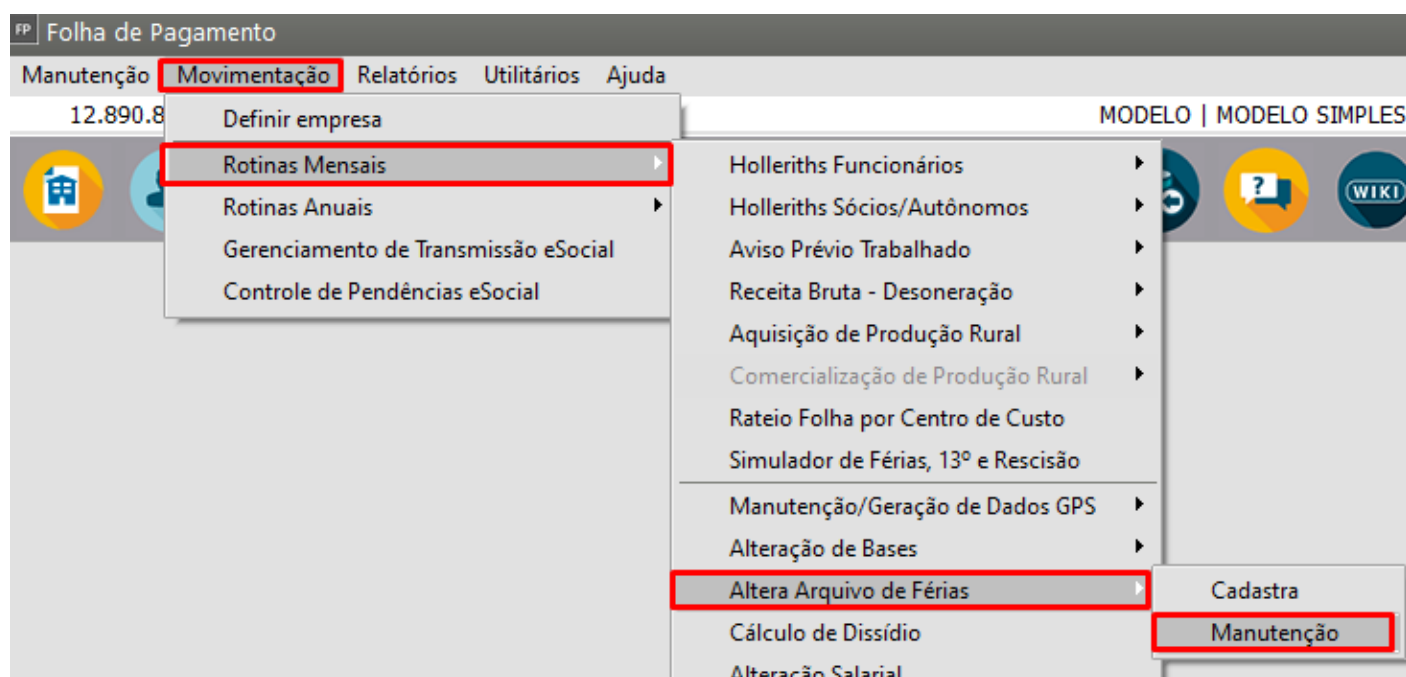 FP Folha de Pagamento
Manutenção Movimentação Relatórios Utilitários Ajuda
12.890.8
MODELO | MODELO SIMPLES
Definir empresa
Rotinas Mensais
Rotinas Anuais
Gerenciamento de Transmissão eSocial
Controle de Pendências eSocial
Holleriths Funcionários
Holleriths Sócios/Autônomos
Aviso Prévio Trabalhado
Receita Bruta - Desoneração
Aquisição de Produção Rural
Comercialização de Produção Rural
Rateio Folha por Centro de Custo
Simulador de Férias, 13º e Rescisão
Manutenção/Geração de Dados GPS
Alteração de Bases
Altera Arquivo de Férias
Cálculo de Dissídio
Alteração Salarial
Cadastra
Manutenção
?
WIKI